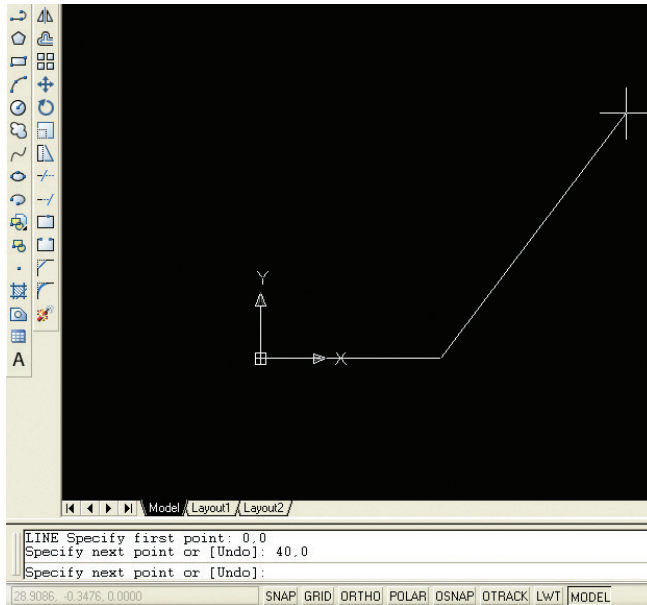 A
Y
X
Model Layout1 Layout2
LINE Specify first point: 0,0
Specify next point or [Undo]: 40,0
Specify next point or [Undo]:
28.9086, -0.3476, 0.0000 SNAP GRID ORTHO POLAR OSNAP OTRACK LWT MODEL